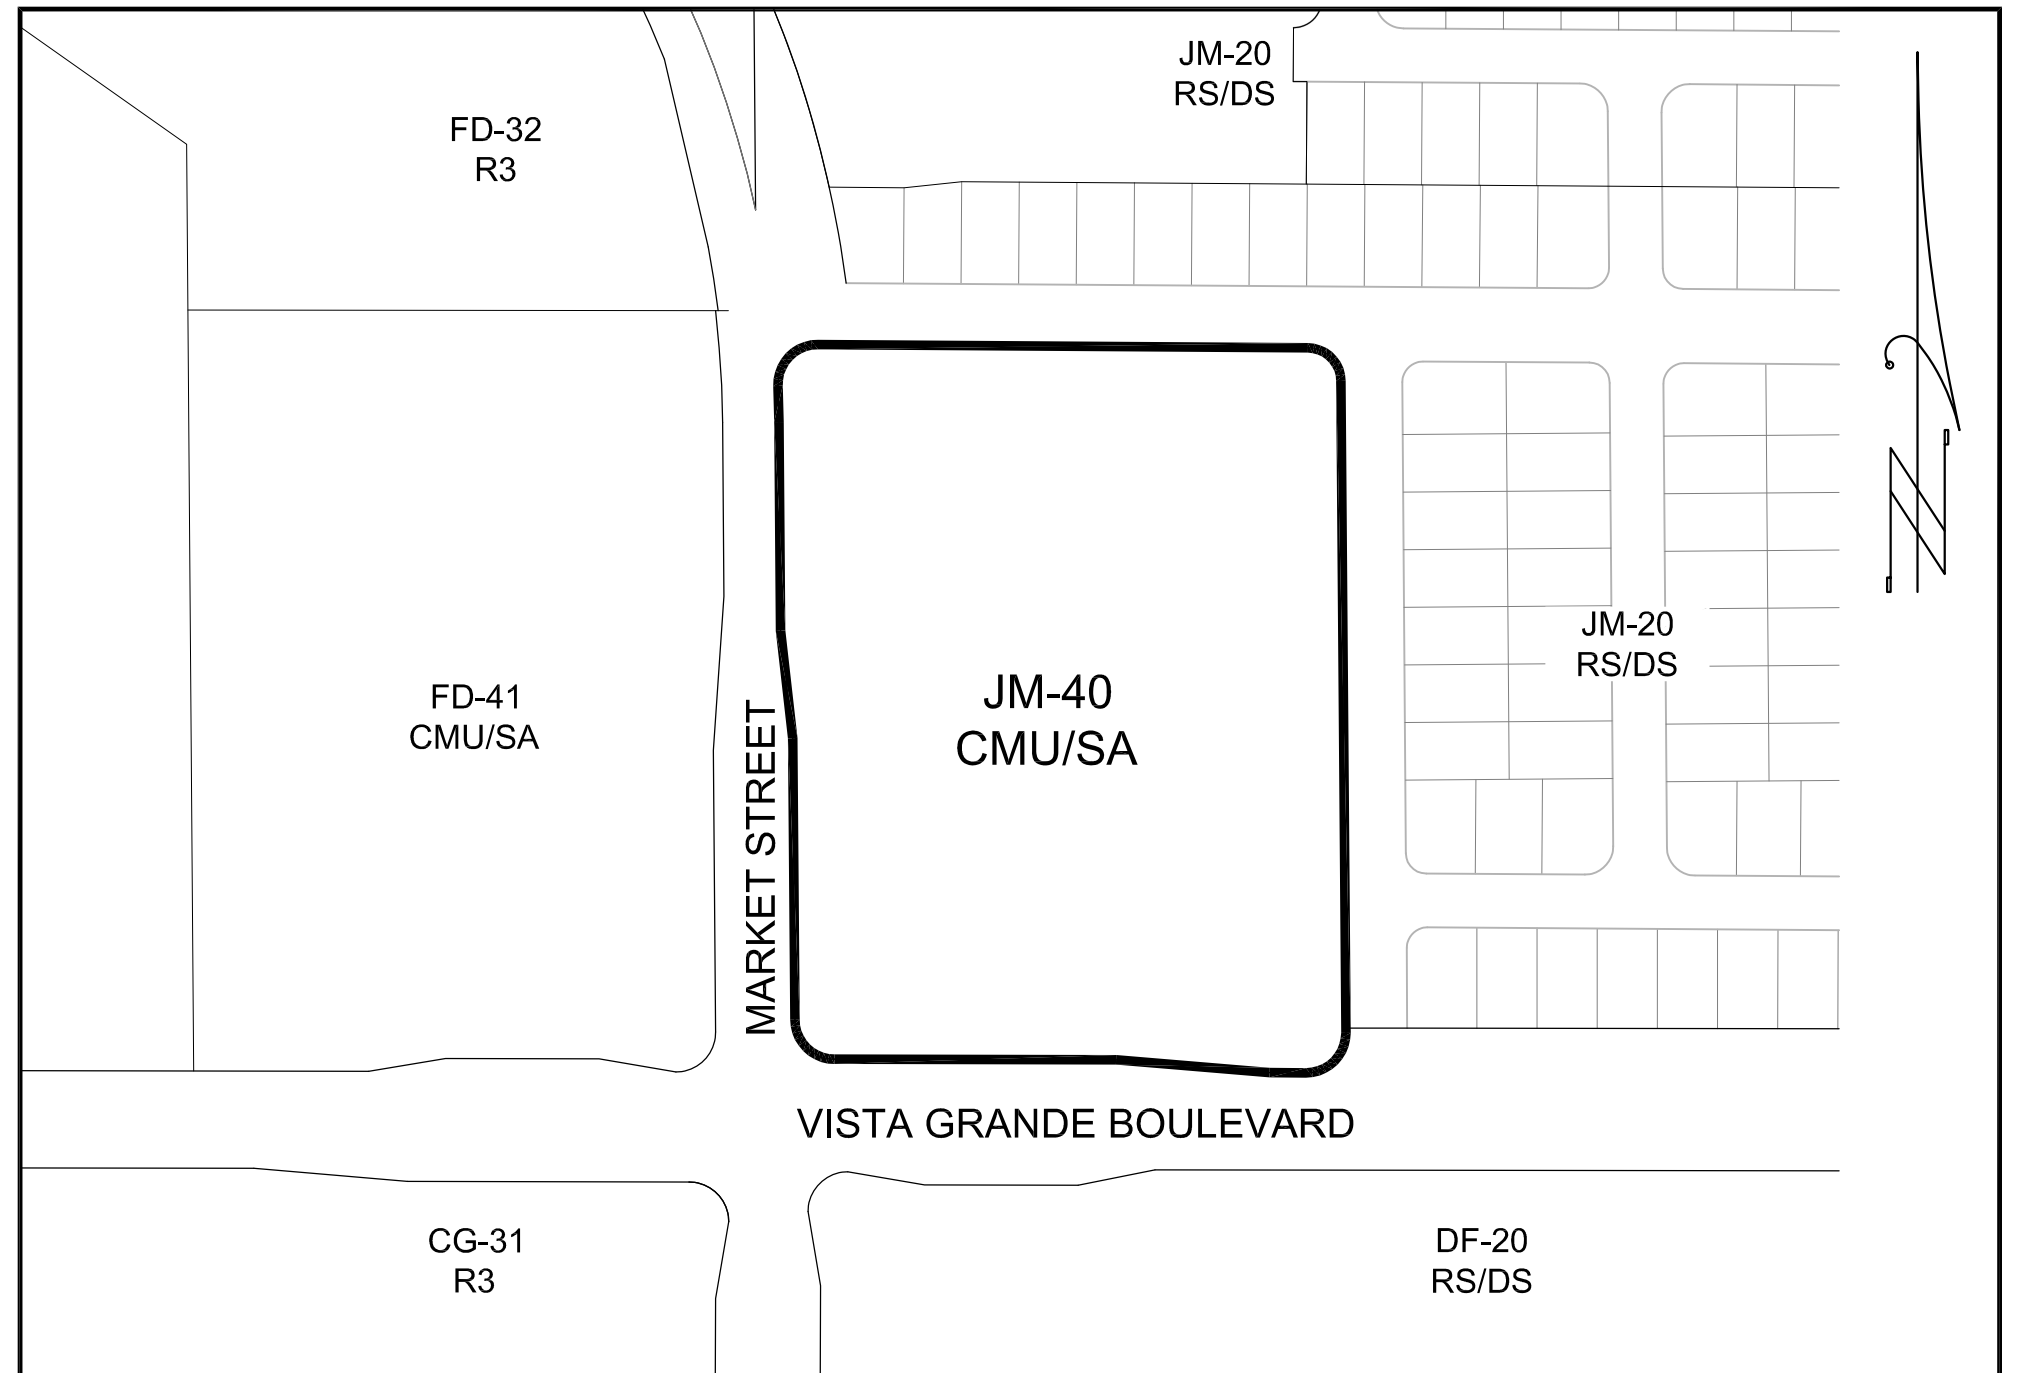 JM-20
RS/DS
FD-32
R3
JM-20
RS/DS
FD-41
CMU/SA
JM-40
CMU/SA
MARKET STREET
VISTA GRANDE BOULEVARD
CG-31
R3
DF-20
RS/DS
N